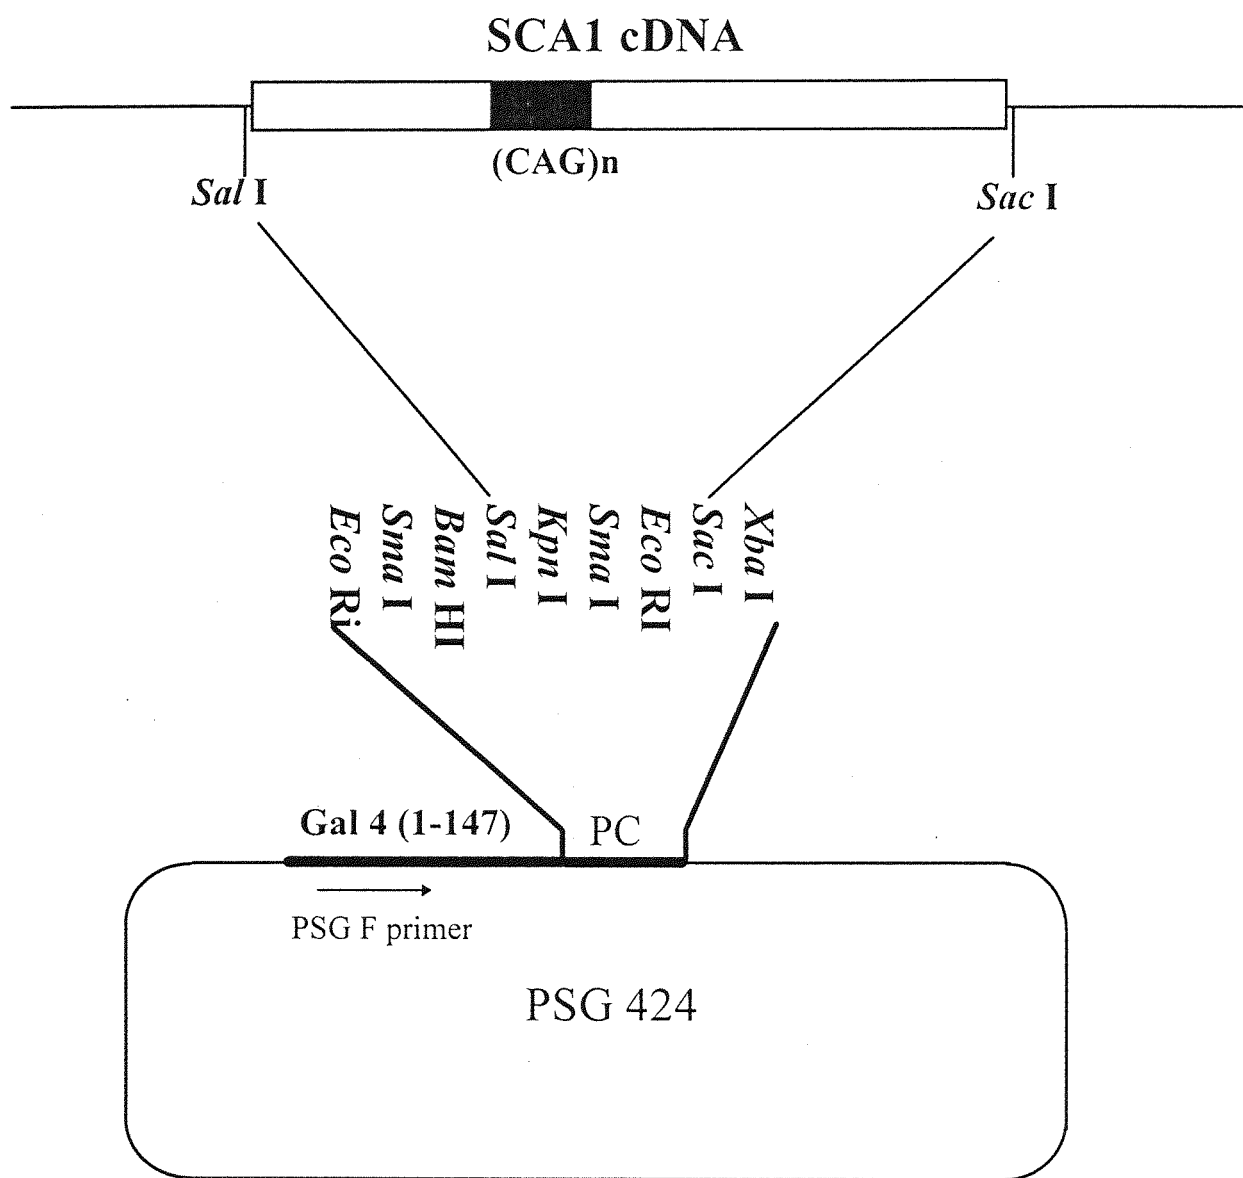 SCA1 cDNA
(CAG)n
Sal I
Sac I
Eco Ri
Sma I
Bam HI
Sal I
Kpn I
Sma I
Eco RI
Sac I
Xba I
Gal 4 (1-147)
PC
PSG F primer
PSG 424